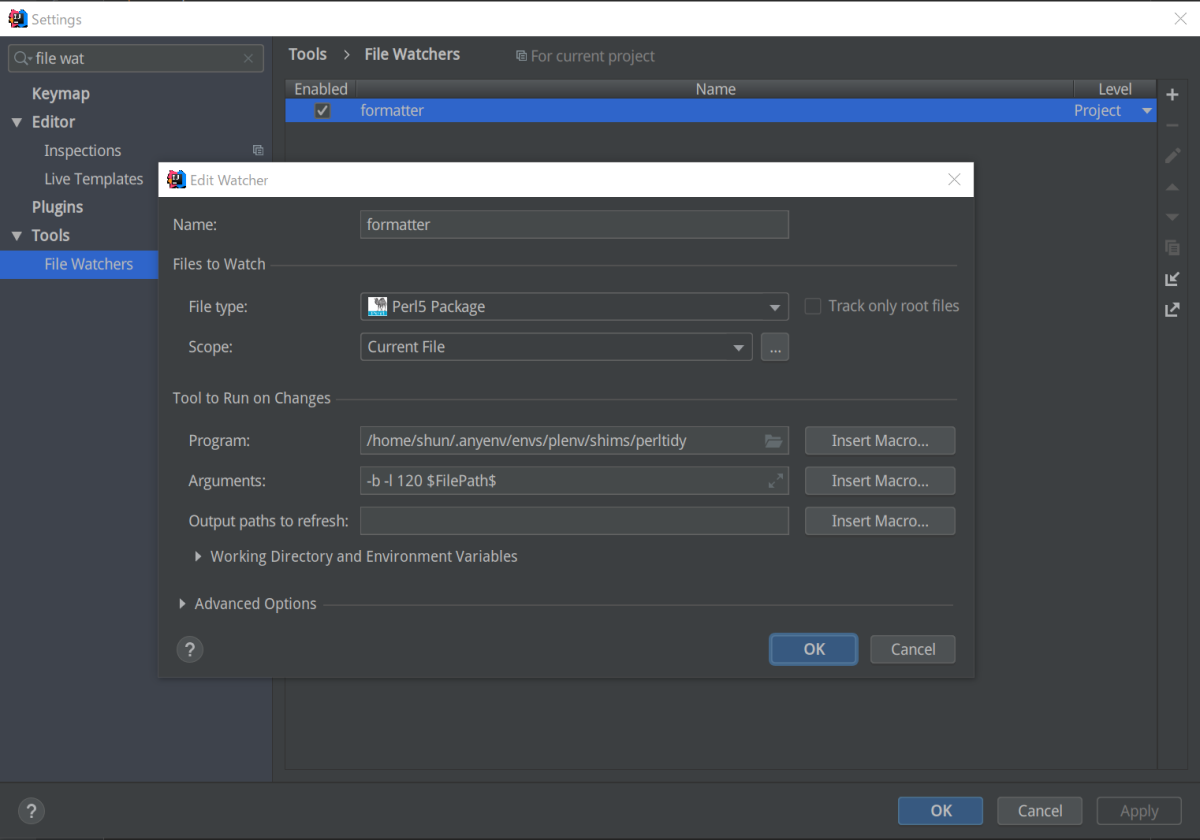 Settings
file wat
Tools > File Watchers For current project
Keymap
Editor
Inspections
Live Templates
Plugins
Tools
File Watchers
Enabled Name Level
formatter Project
Edit Watcher
Name: formatter
Files to Watch
File type: Perl5 Package Track only root files
Scope: Current File ...
Tool to Run on Changes
Program: /home/shun/.anyenv/envs/plenv/shims/perltidy Insert Macro...
Arguments: -b -l 120 $FilePath$ Insert Macro...
Output paths to refresh: Insert Macro...
Working Directory and Environment Variables
Advanced Options
? OK Cancel
? OK Cancel Apply